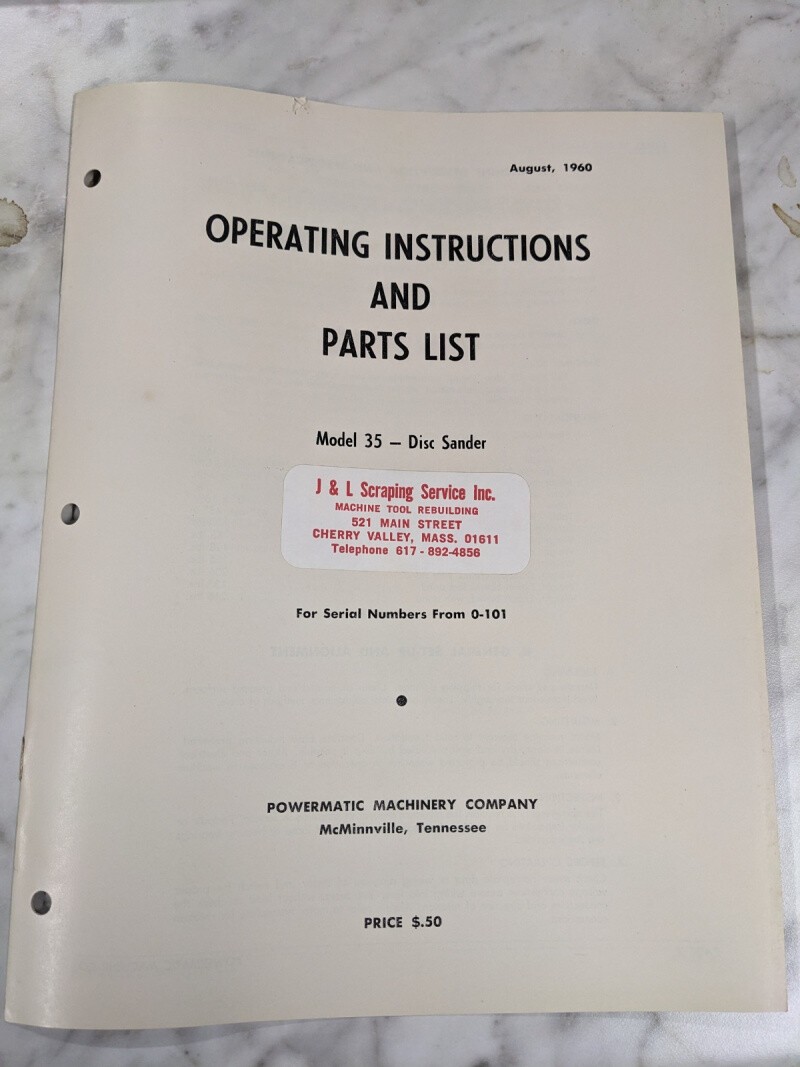 August, 1960
OPERATING INSTRUCTIONS
AND
PARTS LIST
Model 35 – Disc Sander
J & L Scraping Service Inc.
MACHINE TOOL REBUILDING
521 MAIN STREET
CHERRY VALLEY, MASS. 01611
Telephone 617 - 892-4856
For Serial Numbers From 0-101
POWERMATIC MACHINERY COMPANY
McMinnville, Tennessee
PRICE $.50